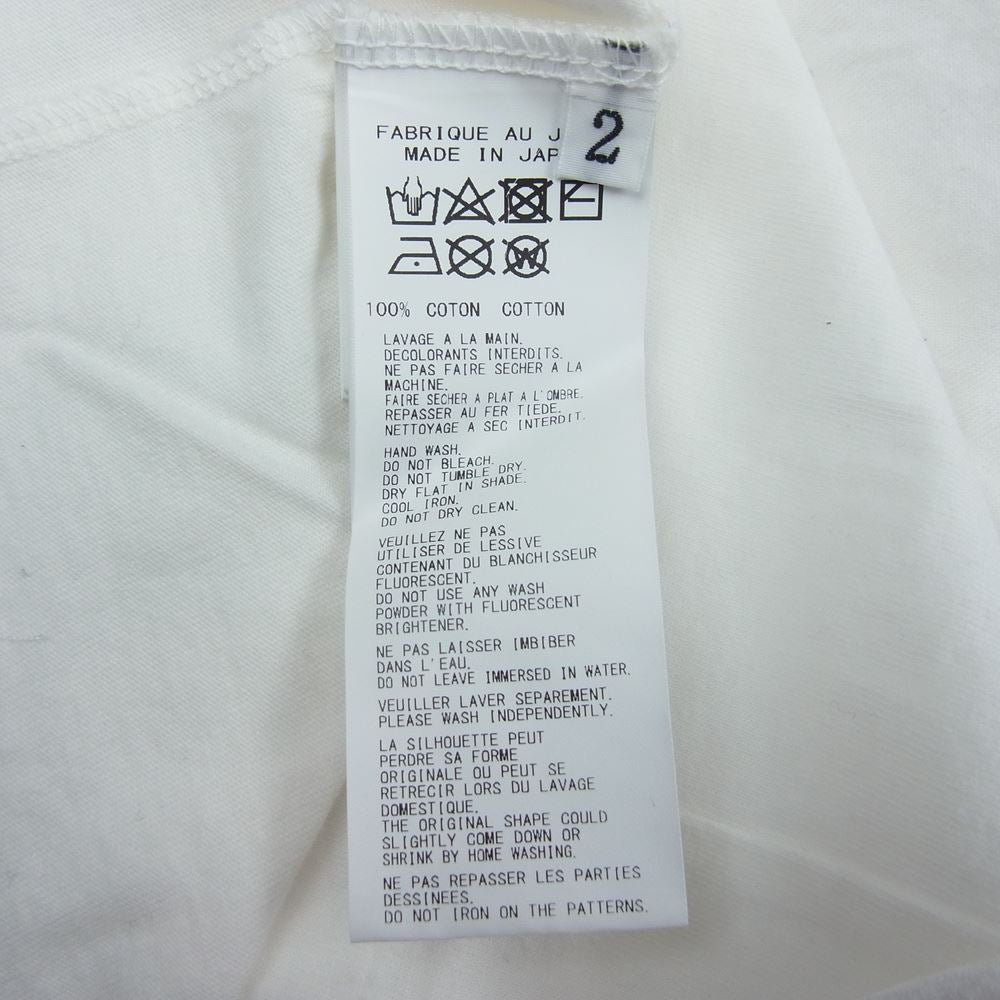 2
FABRIQUE AU J
MADE IN JAP
100% COTON COTTON
LAVAGE A LA MAIN.
DECOLORANTS INTERDITS.
NE PAS FAIRE SECHER A LA
MACHINE.
FAIRE SECHER A PLAT A L'OMBRE.
REPASSER AU FER TIEDE.
NETTOYAGE A SEC INTERDIT.
HAND WASH.
DO NOT BLEACH.
DO NOT TUMBLE DRY.
DRY FLAT IN SHADE.
COOL IRON.
DO NOT DRY CLEAN.
VEUILLEZ NE PAS
UTILISER DE LESSIVE
CONTENANT DU BLANCHISSEUR
FLUORESCENT.
DO NOT USE ANY WASH
POWDER WITH FLUORESCENT
BRIGHTENER.
NE PAS LAISSER IMBIBER
DANS L'EAU.
DO NOT LEAVE IMMERSED IN WATER.
VEUILLER LAVER SEPAREMENT.
PLEASE WASH INDEPENDENTLY.
LA SILHOUETTE PEUT
PERDRE SA FORME
ORIGINALE OU PEUT SE
RETRECIR LORS DU LAVAGE
DOMESTIQUE.
THE ORIGINAL SHAPE COULD
SLIGHTLY COME DOWN OR
SHRINK BY HOME WASHING.
NE PAS REPASSER LES PARTIES
DESSINEES.
DO NOT IRON ON THE PATTERNS.